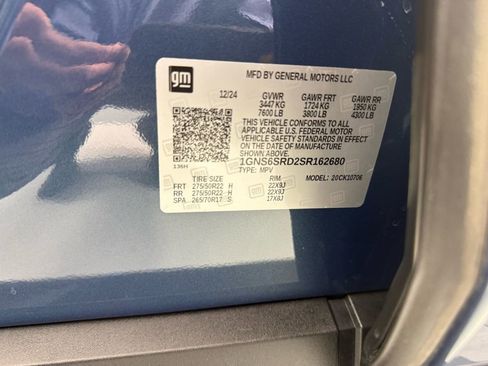 gm
MFD BY GENERAL MOTORS LLC
12/24 GVWR GAWR FRT GAWR RR
3447 KG 1724 KG 1950 KG
7600 LB 3800 LB 4300 LB
THIS VEHICLE CONFORMS TO ALL
APPLICABLE U.S. FEDERAL MOTOR
VEHICLE SAFETY STANDARDS IN EFFECT
ON THE DATE OF MANUFACTURE SHOWN ABOVE.
1GNS6SRD2SR162680
TYPE: MPV MODEL: 20CK10706
136H
TIRE SIZE RIM
FRT 275/50R22 H 22X9J
RR 275/50R22 H 22X9J
SPA 265/70R17 S 17X8J